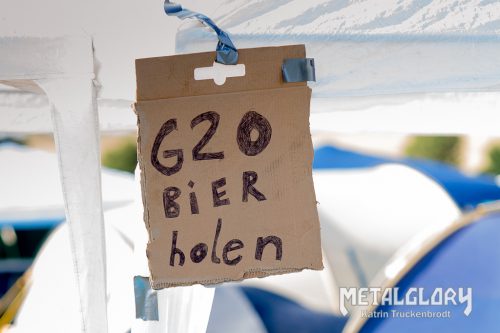 G20
BiER
holen
METALGLORY
Katrin Truckenbrodt